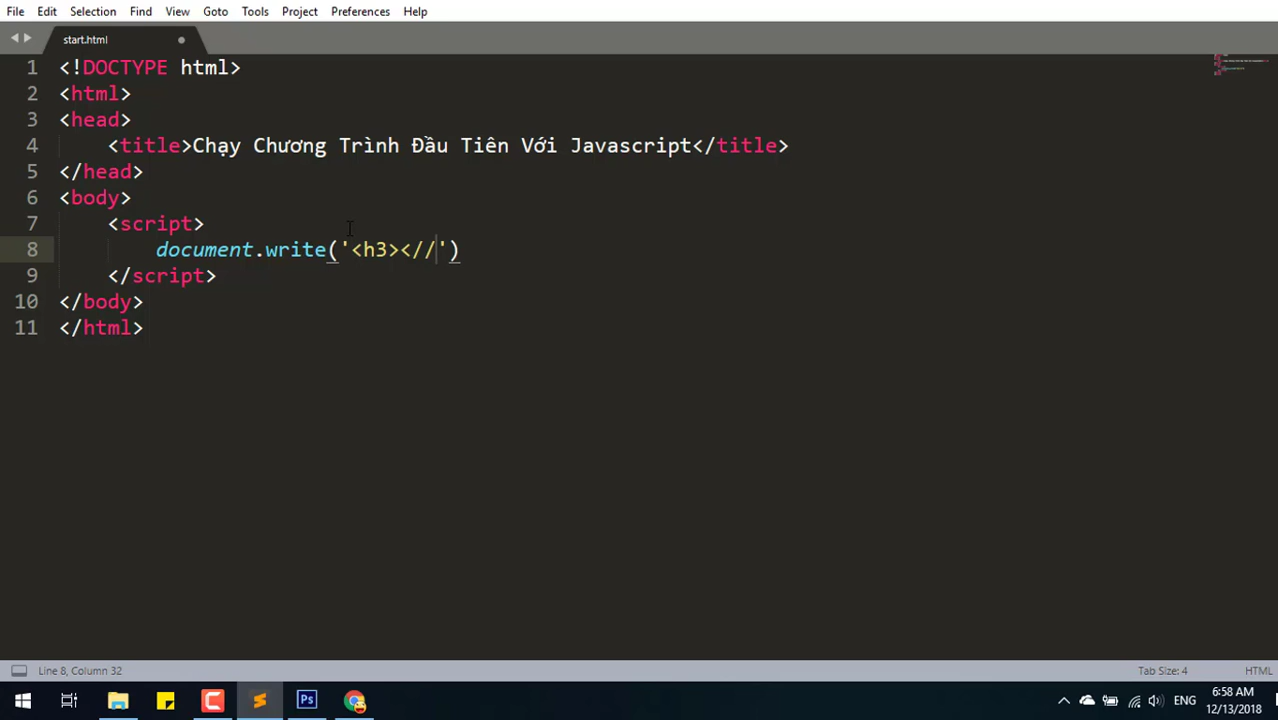 File Edit Selection Find View Goto Tools Project Preferences Help
start.html
1 <!DOCTYPE html>
2 <html>
3 <head>
4 <title>Chạy Chương Trình Đầu Tiên Với Javascript</title>
5 </head>
6 <body>
7 <script>
8 document.write('<h3><//')
9 </script>
10 </body>
11 </html>
Line 8, Column 32 Tab Size: 4 HTML
Ps ENG 6:58 AM
12/13/2018